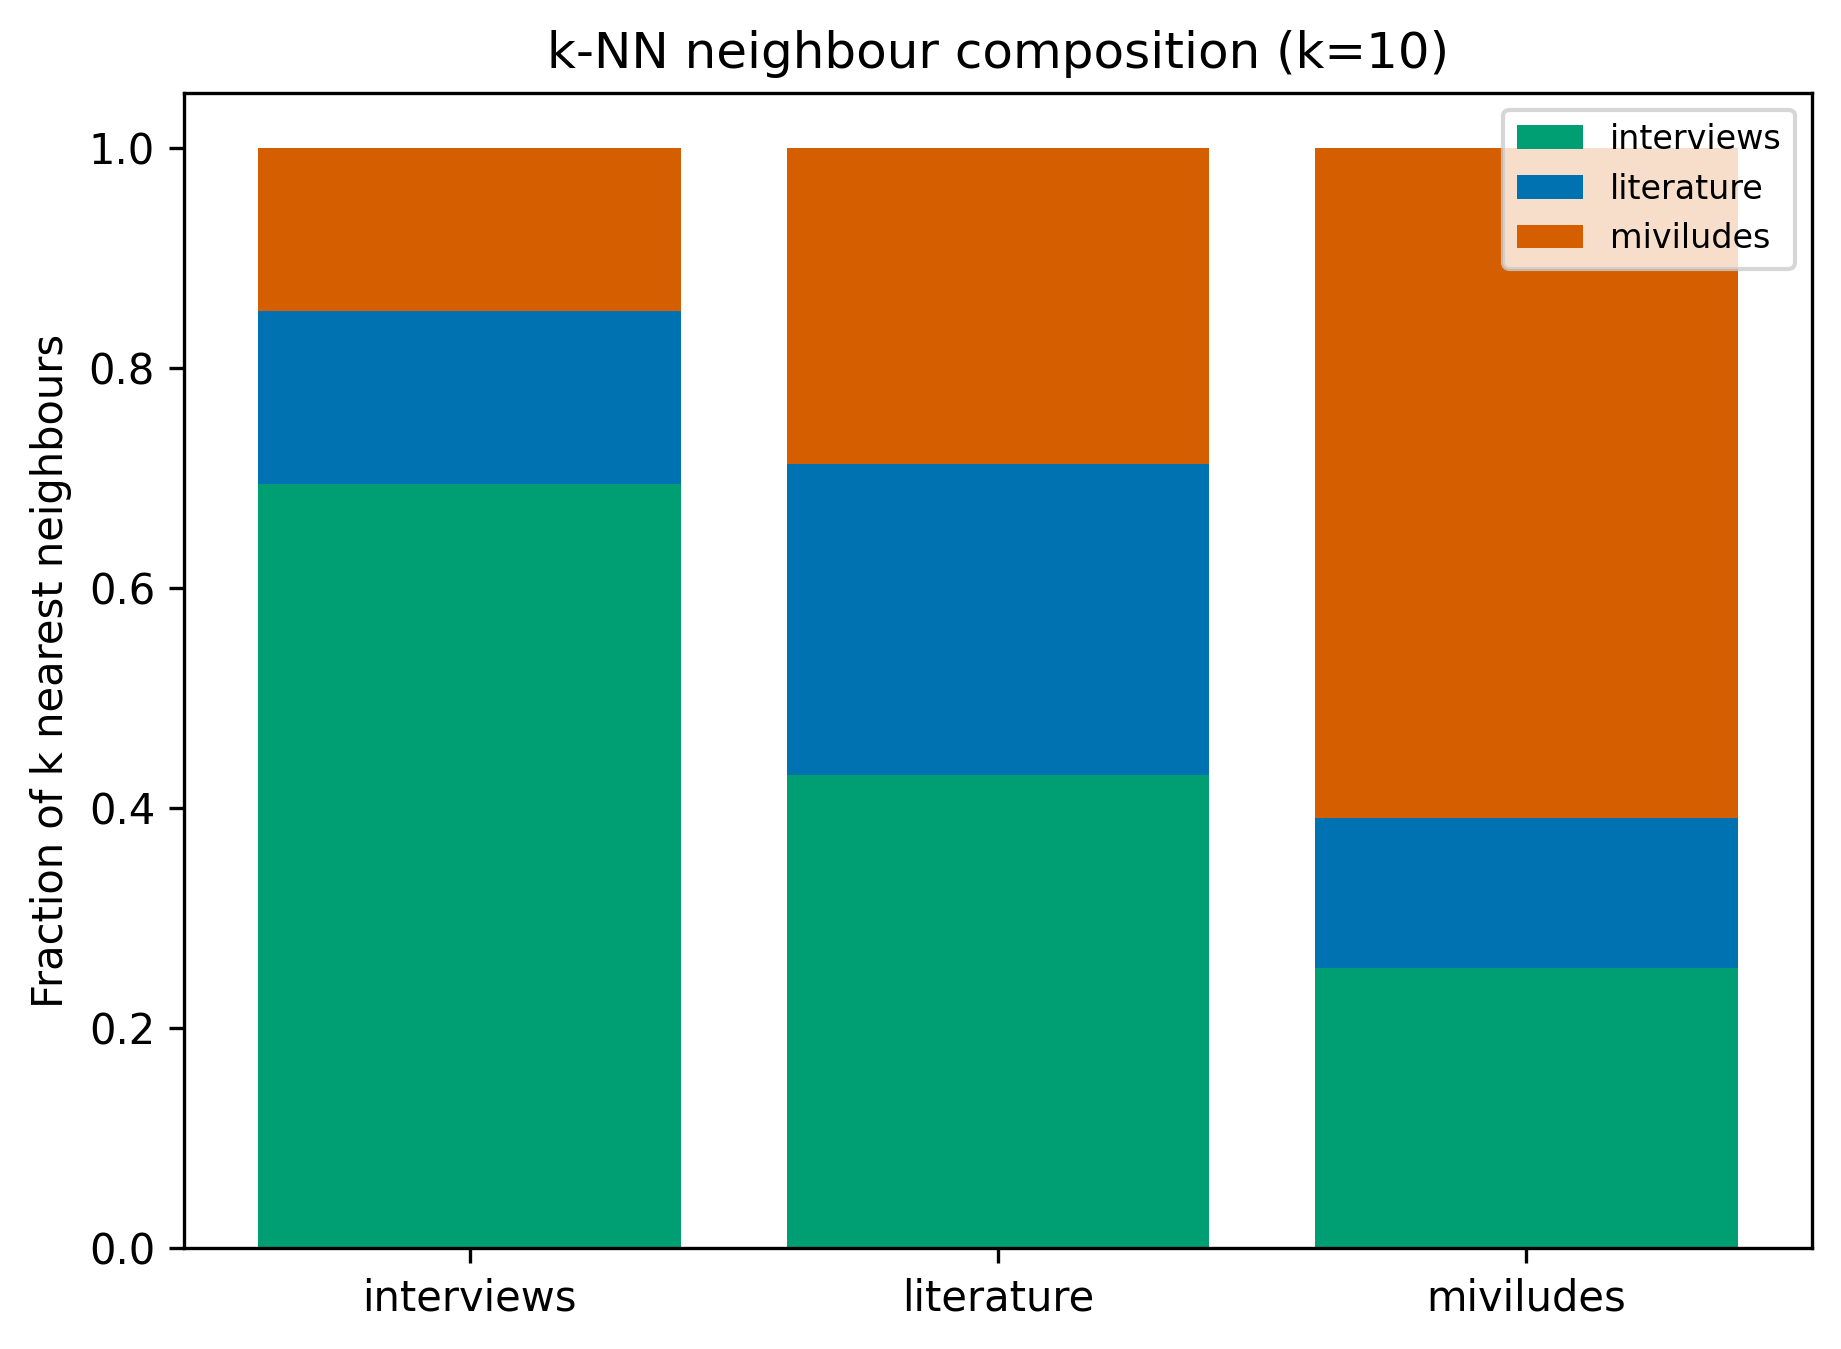 k-NN neighbour composition (k=10)
Fraction of k nearest neighbours
1.0
0.8
0.6
0.4
0.2
0.0
interviews
literature
miviludes
interviews
literature
miviludes